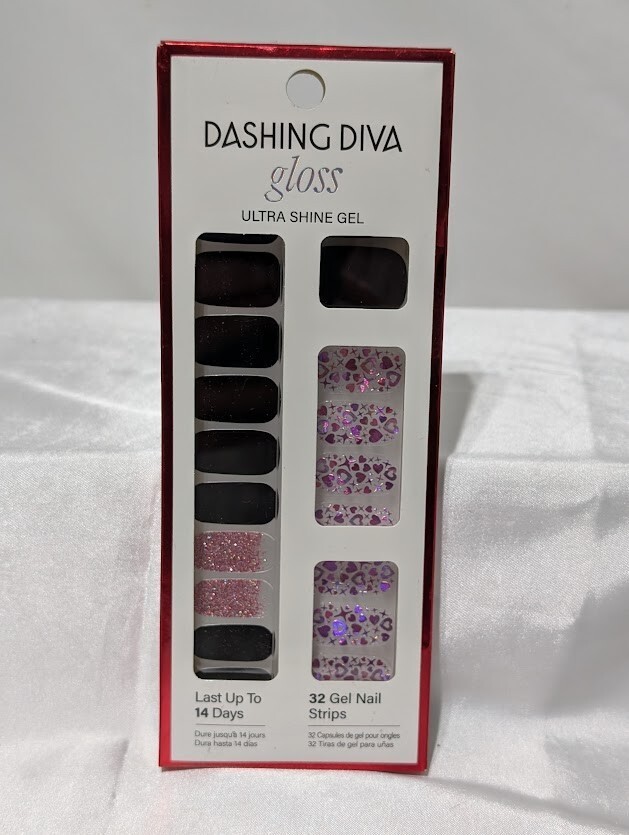 DASHING DIVA
gloss
ULTRA SHINE GEL
Last Up To
14 Days
Dure jusqu'à 14 jours
Dura hasta 14 días
32 Gel Nail
Strips
32 Capsules de gel pour ongles
32 Tiras de gel para uñas